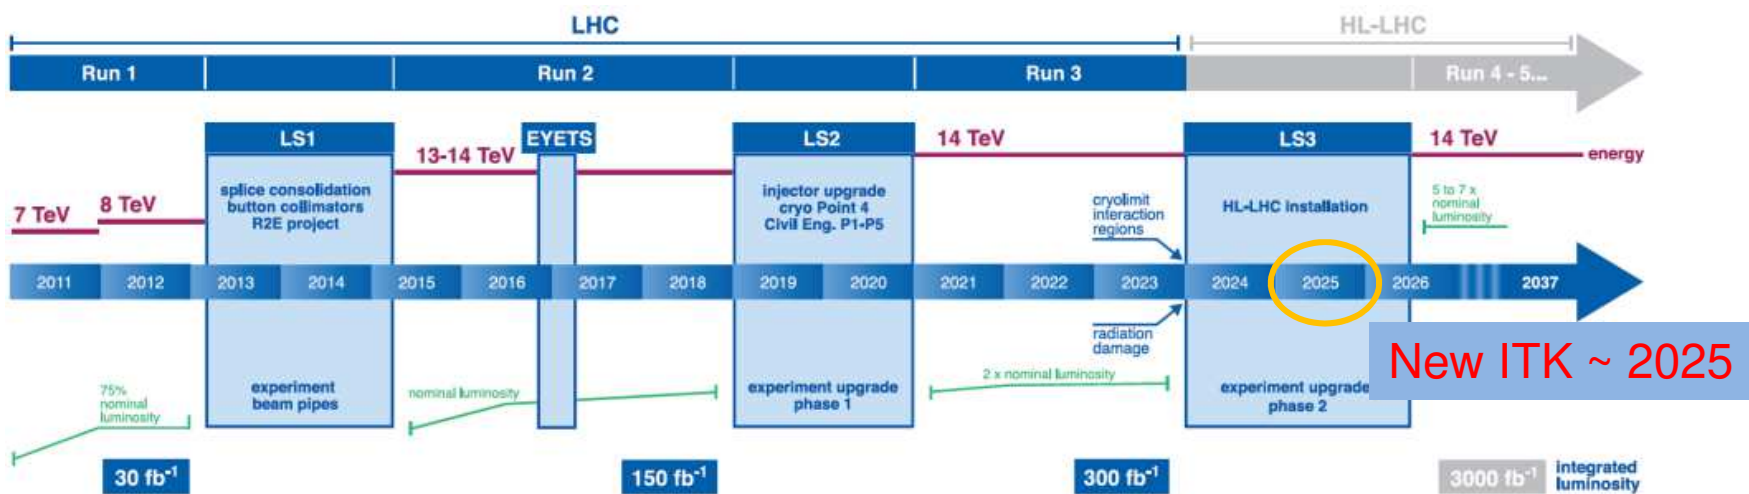 LHC
HL-LHC
Run 1
Run 2
Run 3
Run 4 - 5...
LS1
EYETS
LS2
14 TeV
LS3
14 TeV
13-14 TeV
energy
7 TeV
8 TeV
splice consolidation
button collimators
R2E project
injector upgrade
cryo Point 4
Civil Eng. P1-P5
cryolimit
interaction
regions
HL-LHC installation
5 to 7 x
nominal
luminosity
2011
2012
2013
2014
2015
2016
2017
2018
2019
2020
2021
2022
2023
2024
2025
2026
2037
radiation
damage
New ITK ~ 2025
75%
nominal
luminosity
experiment
beam pipes
nominal luminosity
experiment upgrade
phase 1
2 x nominal luminosity
experiment upgrade
phase 2
30 fb⁻¹
150 fb⁻¹
300 fb⁻¹
3000 fb⁻¹
integrated
luminosity